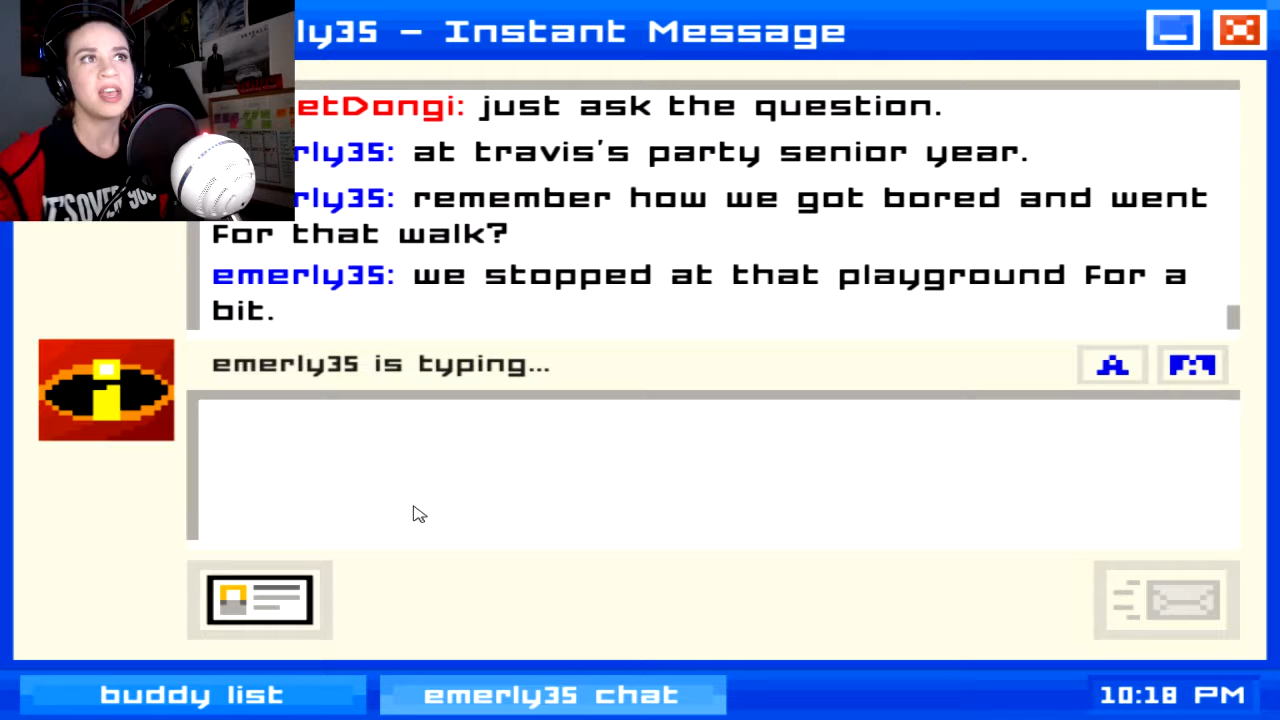 ly35 - Instant Message
etDongi: just ask the question.
rly35: at travis's party senior year.
rly35: remember how we got bored and went
for that walk?
emerly35: we stopped at that playground for a
bit.
emerly35 is typing...
buddy list
emerly35 chat
10:18 PM